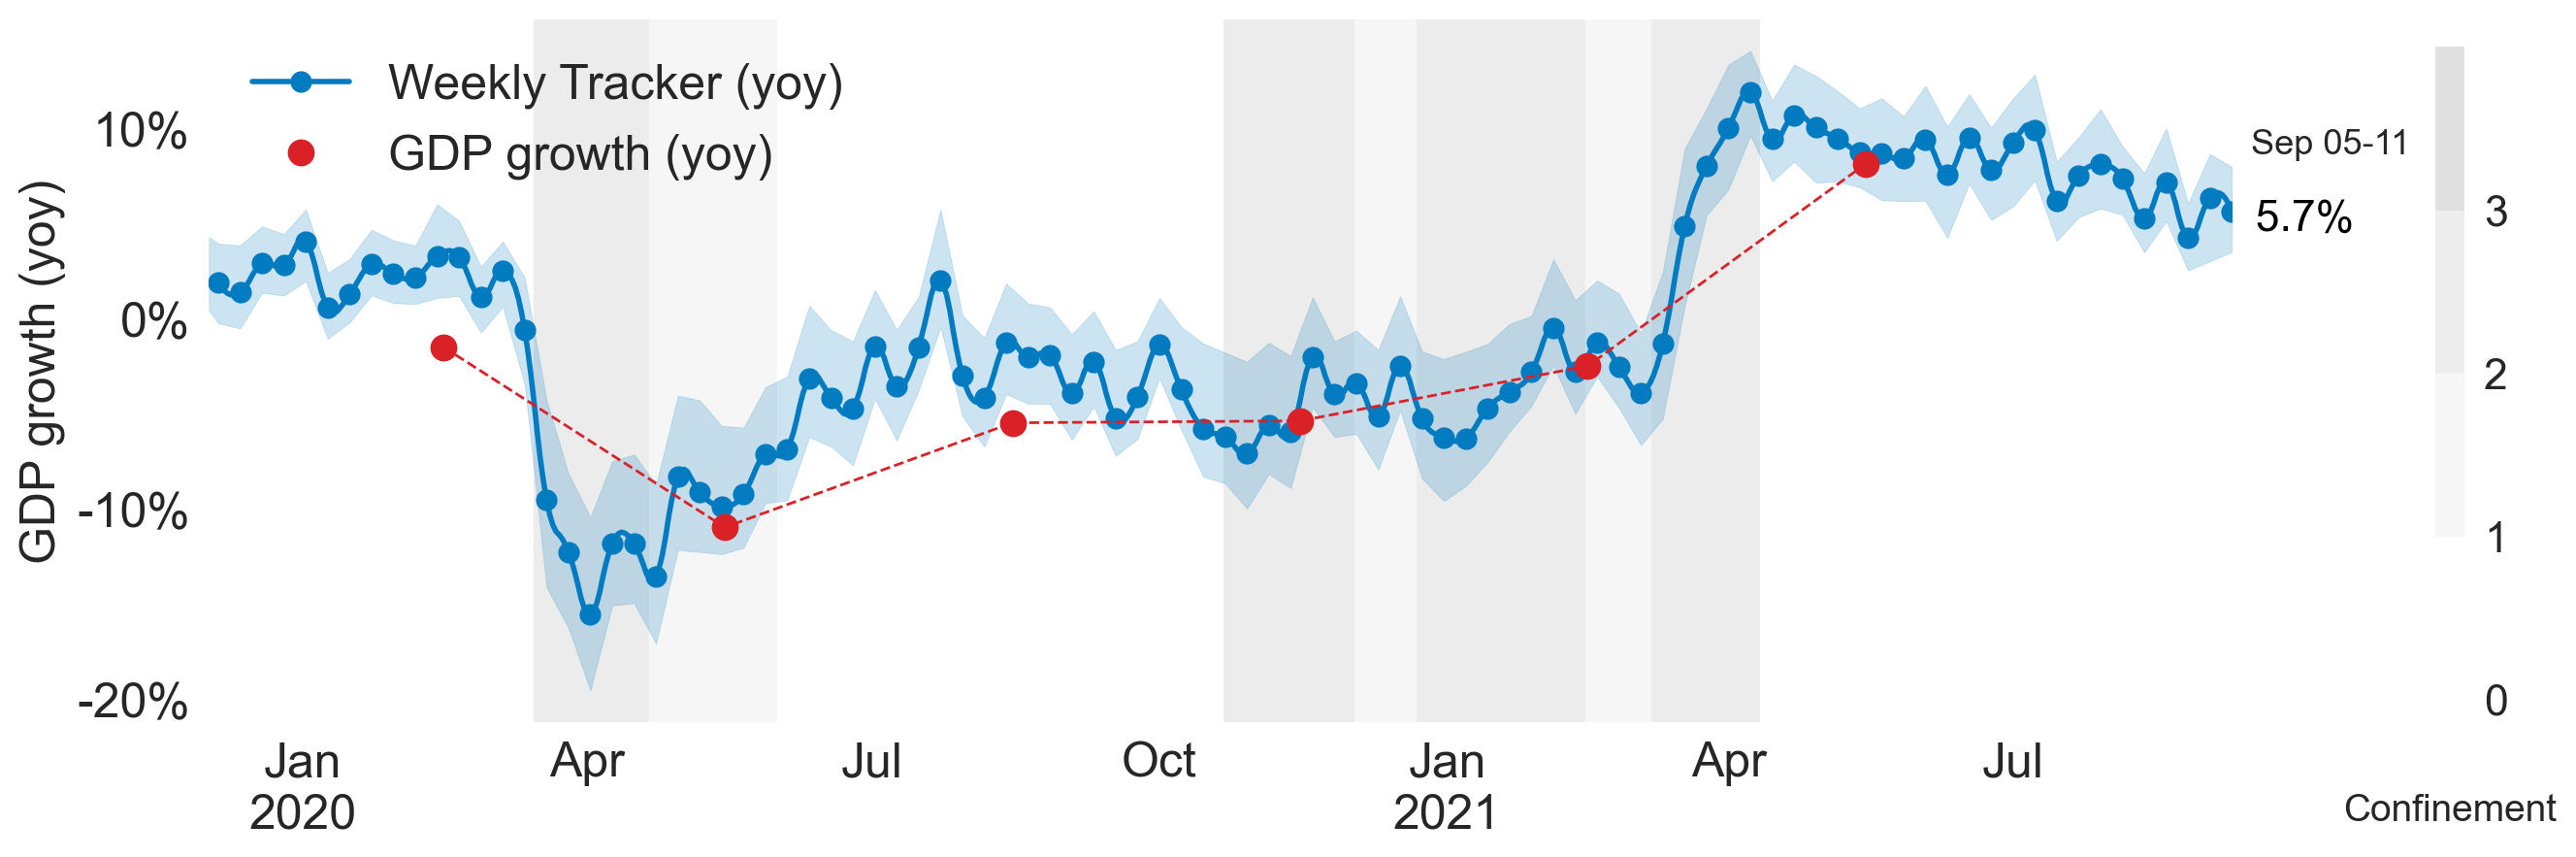 Weekly Tracker (yoy)
GDP growth (yoy)
GDP growth (yoy)
10%
0%
-10%
-20%
Jan
2020
Apr
Jul
Oct
Jan
2021
Apr
Jul
Sep 05-11
5.7%
3
2
1
0
Confinement